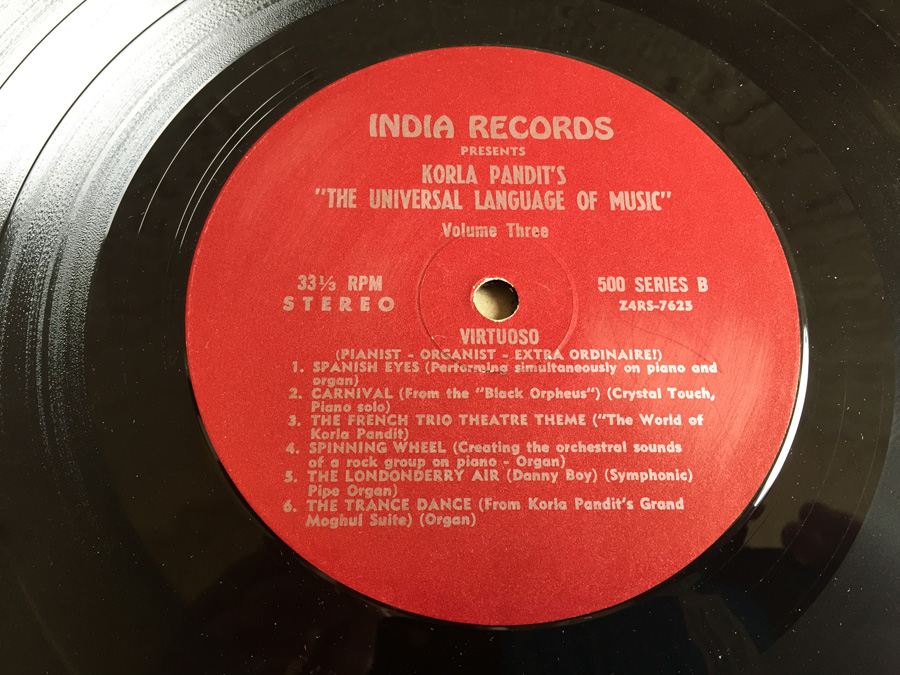 INDIA RECORDS
PRESENTS
KORLA PANDIT'S
"THE UNIVERSAL LANGUAGE OF MUSIC"
Volume Three
33⅓ RPM
STEREO
500 SERIES B
Z4RS-7625
VIRTUOSO
(PIANIST - ORGANIST - EXTRA ORDINAIRE!)
1. SPANISH EYES (Performing simultaneously on piano and
organ)
2. CARNIVAL (From the "Black Orpheus") (Crystal Touch,
Piano solo)
3. THE FRENCH TRIO THEATRE THEME ("The World of
Korla Pandit)
4. SPINNING WHEEL (Creating the orchestral sounds
of a rock group on piano - Organ)
5. THE LONDONDERRY AIR (Danny Boy) (Symphonic)
Pipe Organ)
6. THE TRANCE DANCE (From Korla Pandit's Grand
Moghul Suite) (Organ)